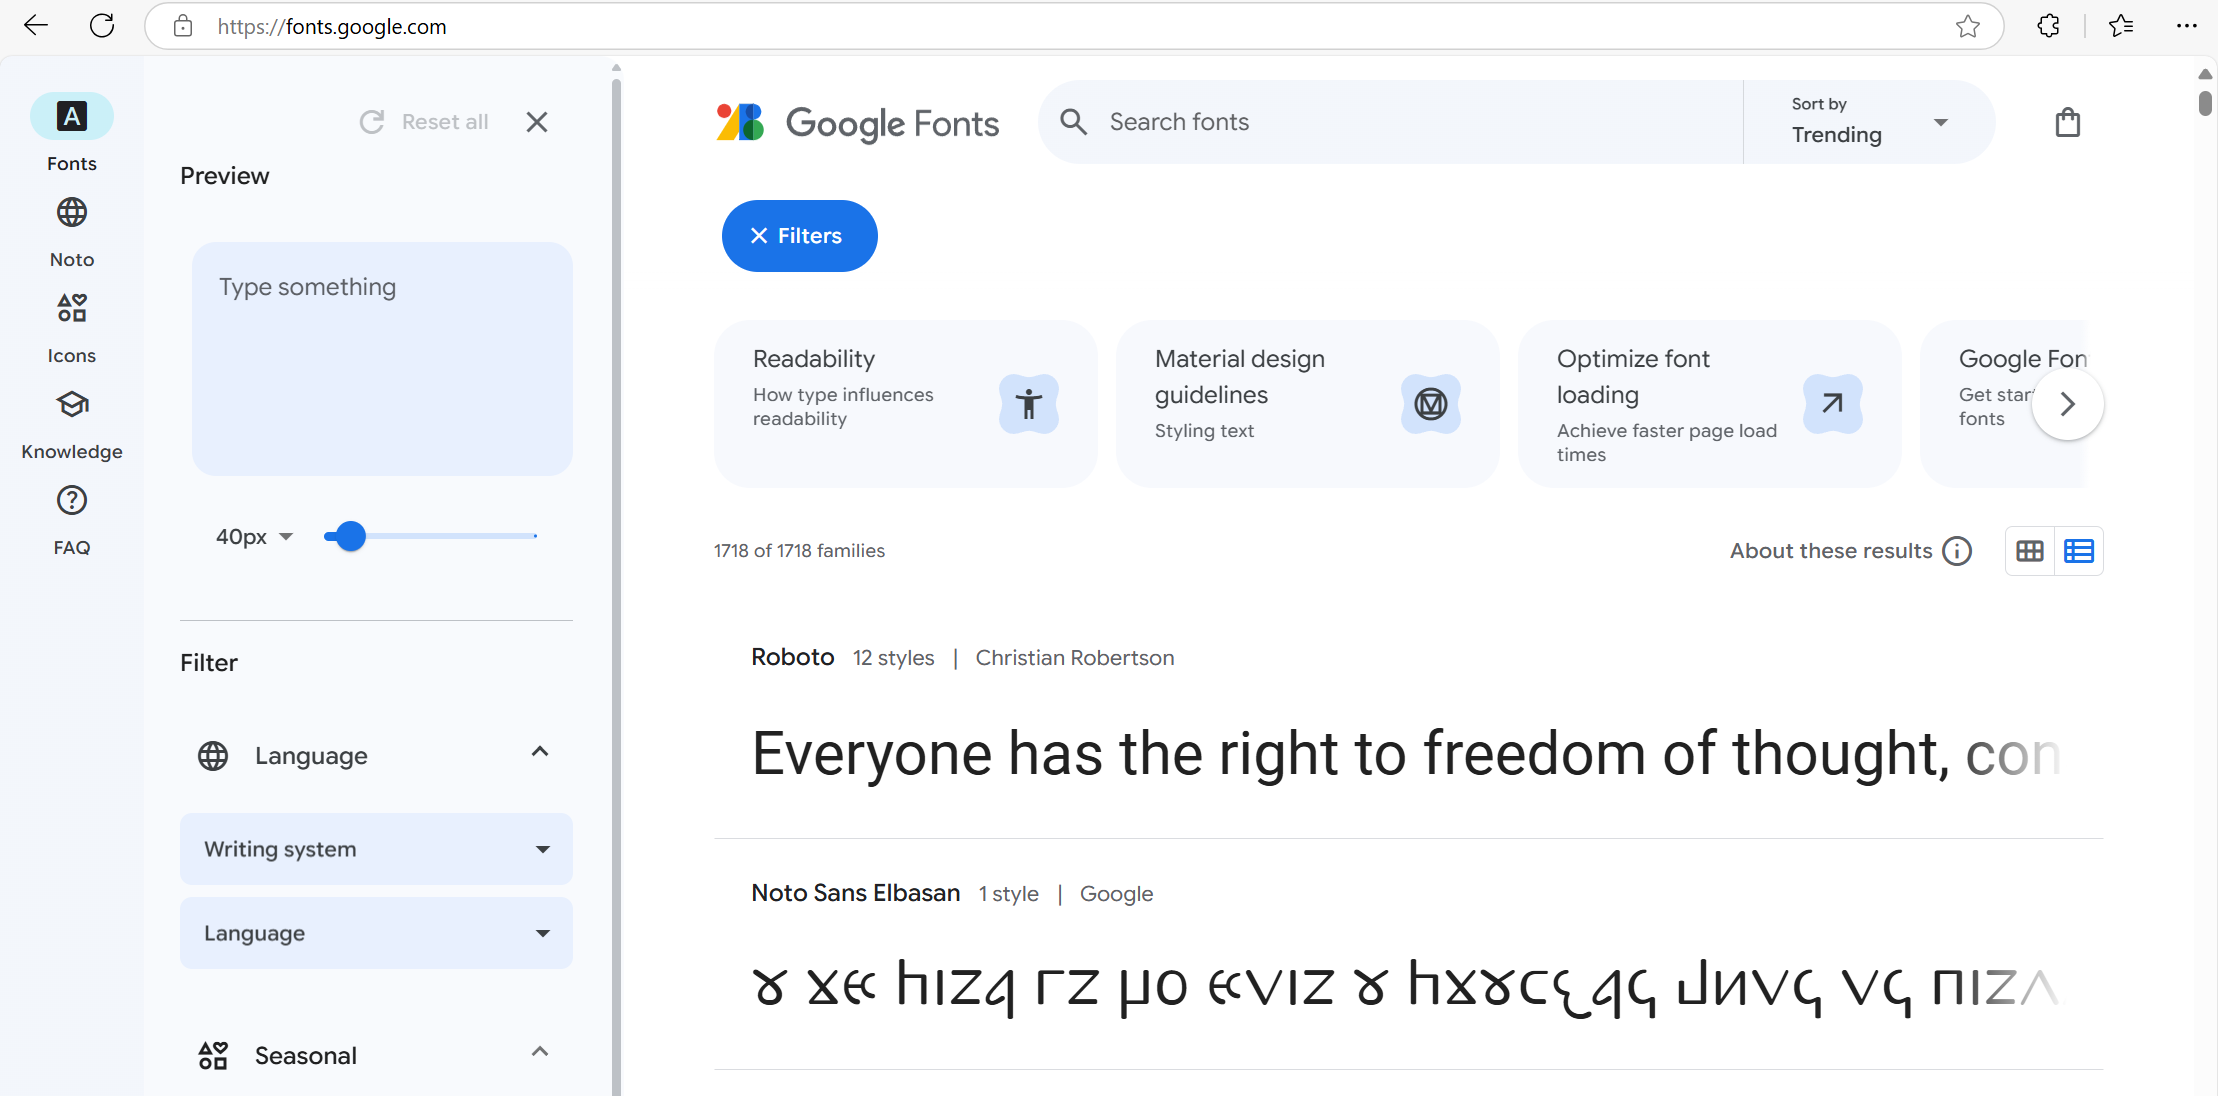 https://fonts.google.com
Fonts
Noto
Icons
Knowledge
FAQ
Reset all
Preview
Type something
40px
Filter
Language
Writing system
Language
Seasonal
Google Fonts
Search fonts
Sort by
Trending
Filters
Readability
How type influences
readability
Material design
guidelines
Styling text
Optimize font
loading
Achieve faster page load
times
Google Fon
Get star
fonts
1718 of 1718 families
About these results
Roboto 12 styles | Christian Robertson
Everyone has the right to freedom of thought, con
Noto Sans Elbasan 1 style | Google